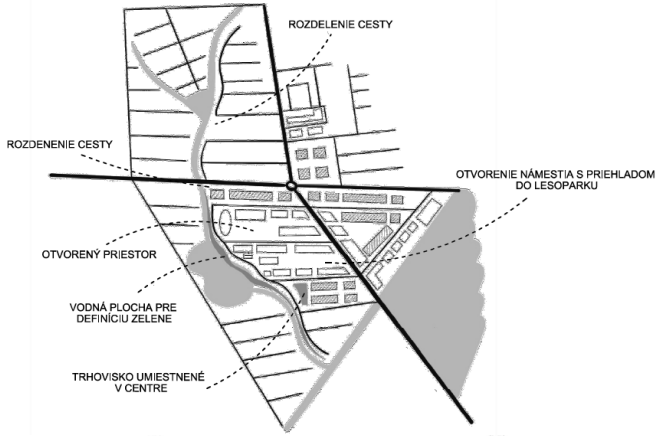 ROZDELENIE CESTY
ROZDENENIE CESTY
OTVORENIE NÁMESTIA S PRIEHLADOM
DO LESOPARKU
OTVORENÝ PRIESTOR
VODNÁ PLOCHA PRE
DEFINÍCIU ZELENE
TRHOVISKO UMIESTNENÉ
V CENTRE